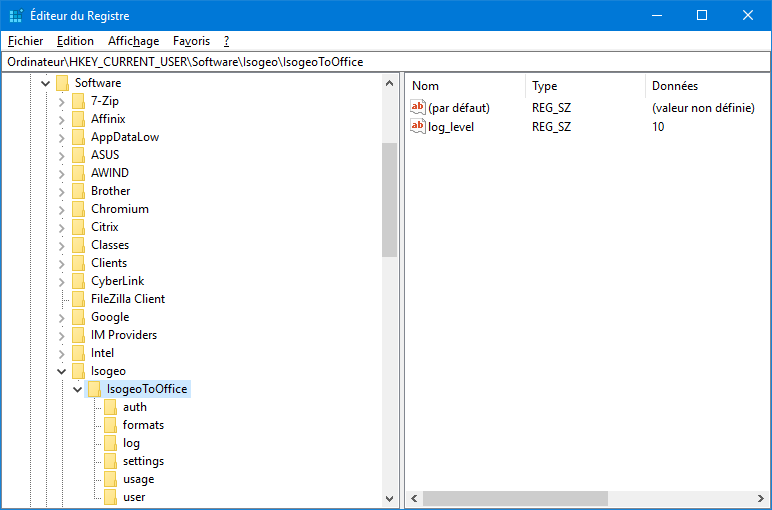 Éditeur du Registre
Fichier Edition Affichage Favoris ?
Ordinateur\HKEY_CURRENT_USER\Software\Isogeo\IsogeoToOffice
Software
7-Zip
Affinix
AppDataLow
ASUS
AWIND
Brother
Chromium
Citrix
Classes
Clients
CyberLink
FileZilla Client
Google
IM Providers
Intel
Isogeo
IsogeoToOffice
auth
formats
log
settings
usage
user
Nom Type Données
ab (par défaut) REG_SZ (valeur non définie)
ab log_level REG_SZ 10